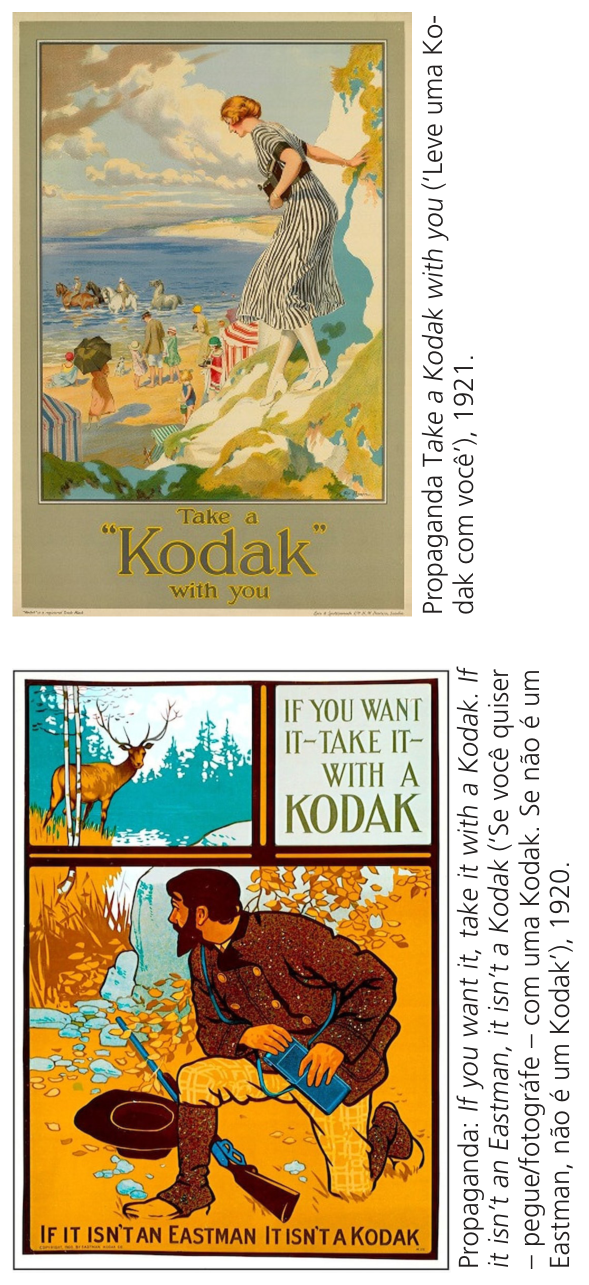 Take a
“Kodak”
with you
Propaganda Take a Kodak with you (‘Leve uma Ko-
dak com você’), 1921.
IF YOU WANT
IT–TAKE IT–
WITH A
KODAK
IF IT ISN'T AN EASTMAN IT ISN'T A KODAK
Propaganda: If you want it, take it with a Kodak. If
it isn’t an Eastman, it isn’t a Kodak (‘Se você quiser
– pegue/fotográfe – com uma Kodak. Se não é um
Eastman, não é um Kodak’), 1920.